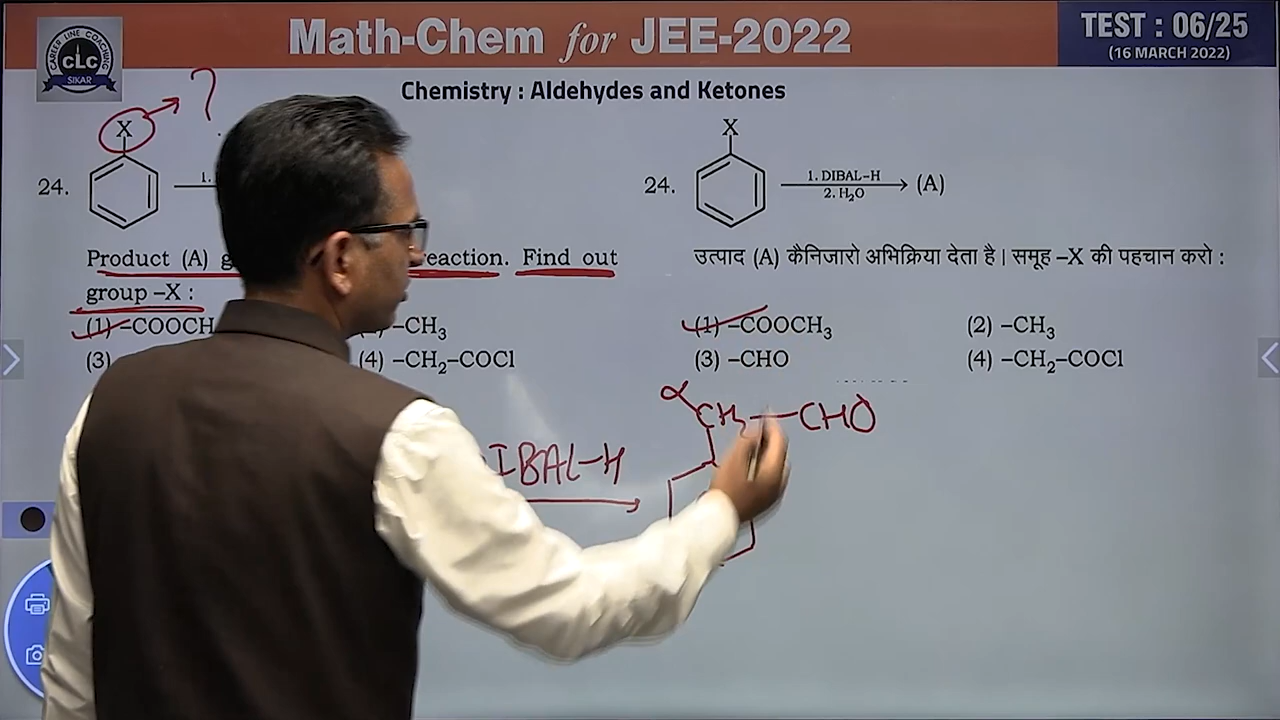 Math-Chem for JEE-2022
TEST : 06/25
(16 MARCH 2022)
CAREER LINE COACHING
CLC
SIKAR
Chemistry : Aldehydes and Ketones
X
?
24.
1.
Product (A) reaction. Find out
group –X :
(1) –COOCH
–CH₃
(3)
(4) –CH₂–COCl
X
24.
1. DIBAL–H
2. H₂O
(A)
उत्पाद (A) कैनिजारो अभिक्रिया देता है। समूह –X की पहचान करो :
(1) –COOCH₃
(2) –CH₃
(3) –CHO
(4) –CH₂–COCl
α
CH₂—CHO
IBAL–H